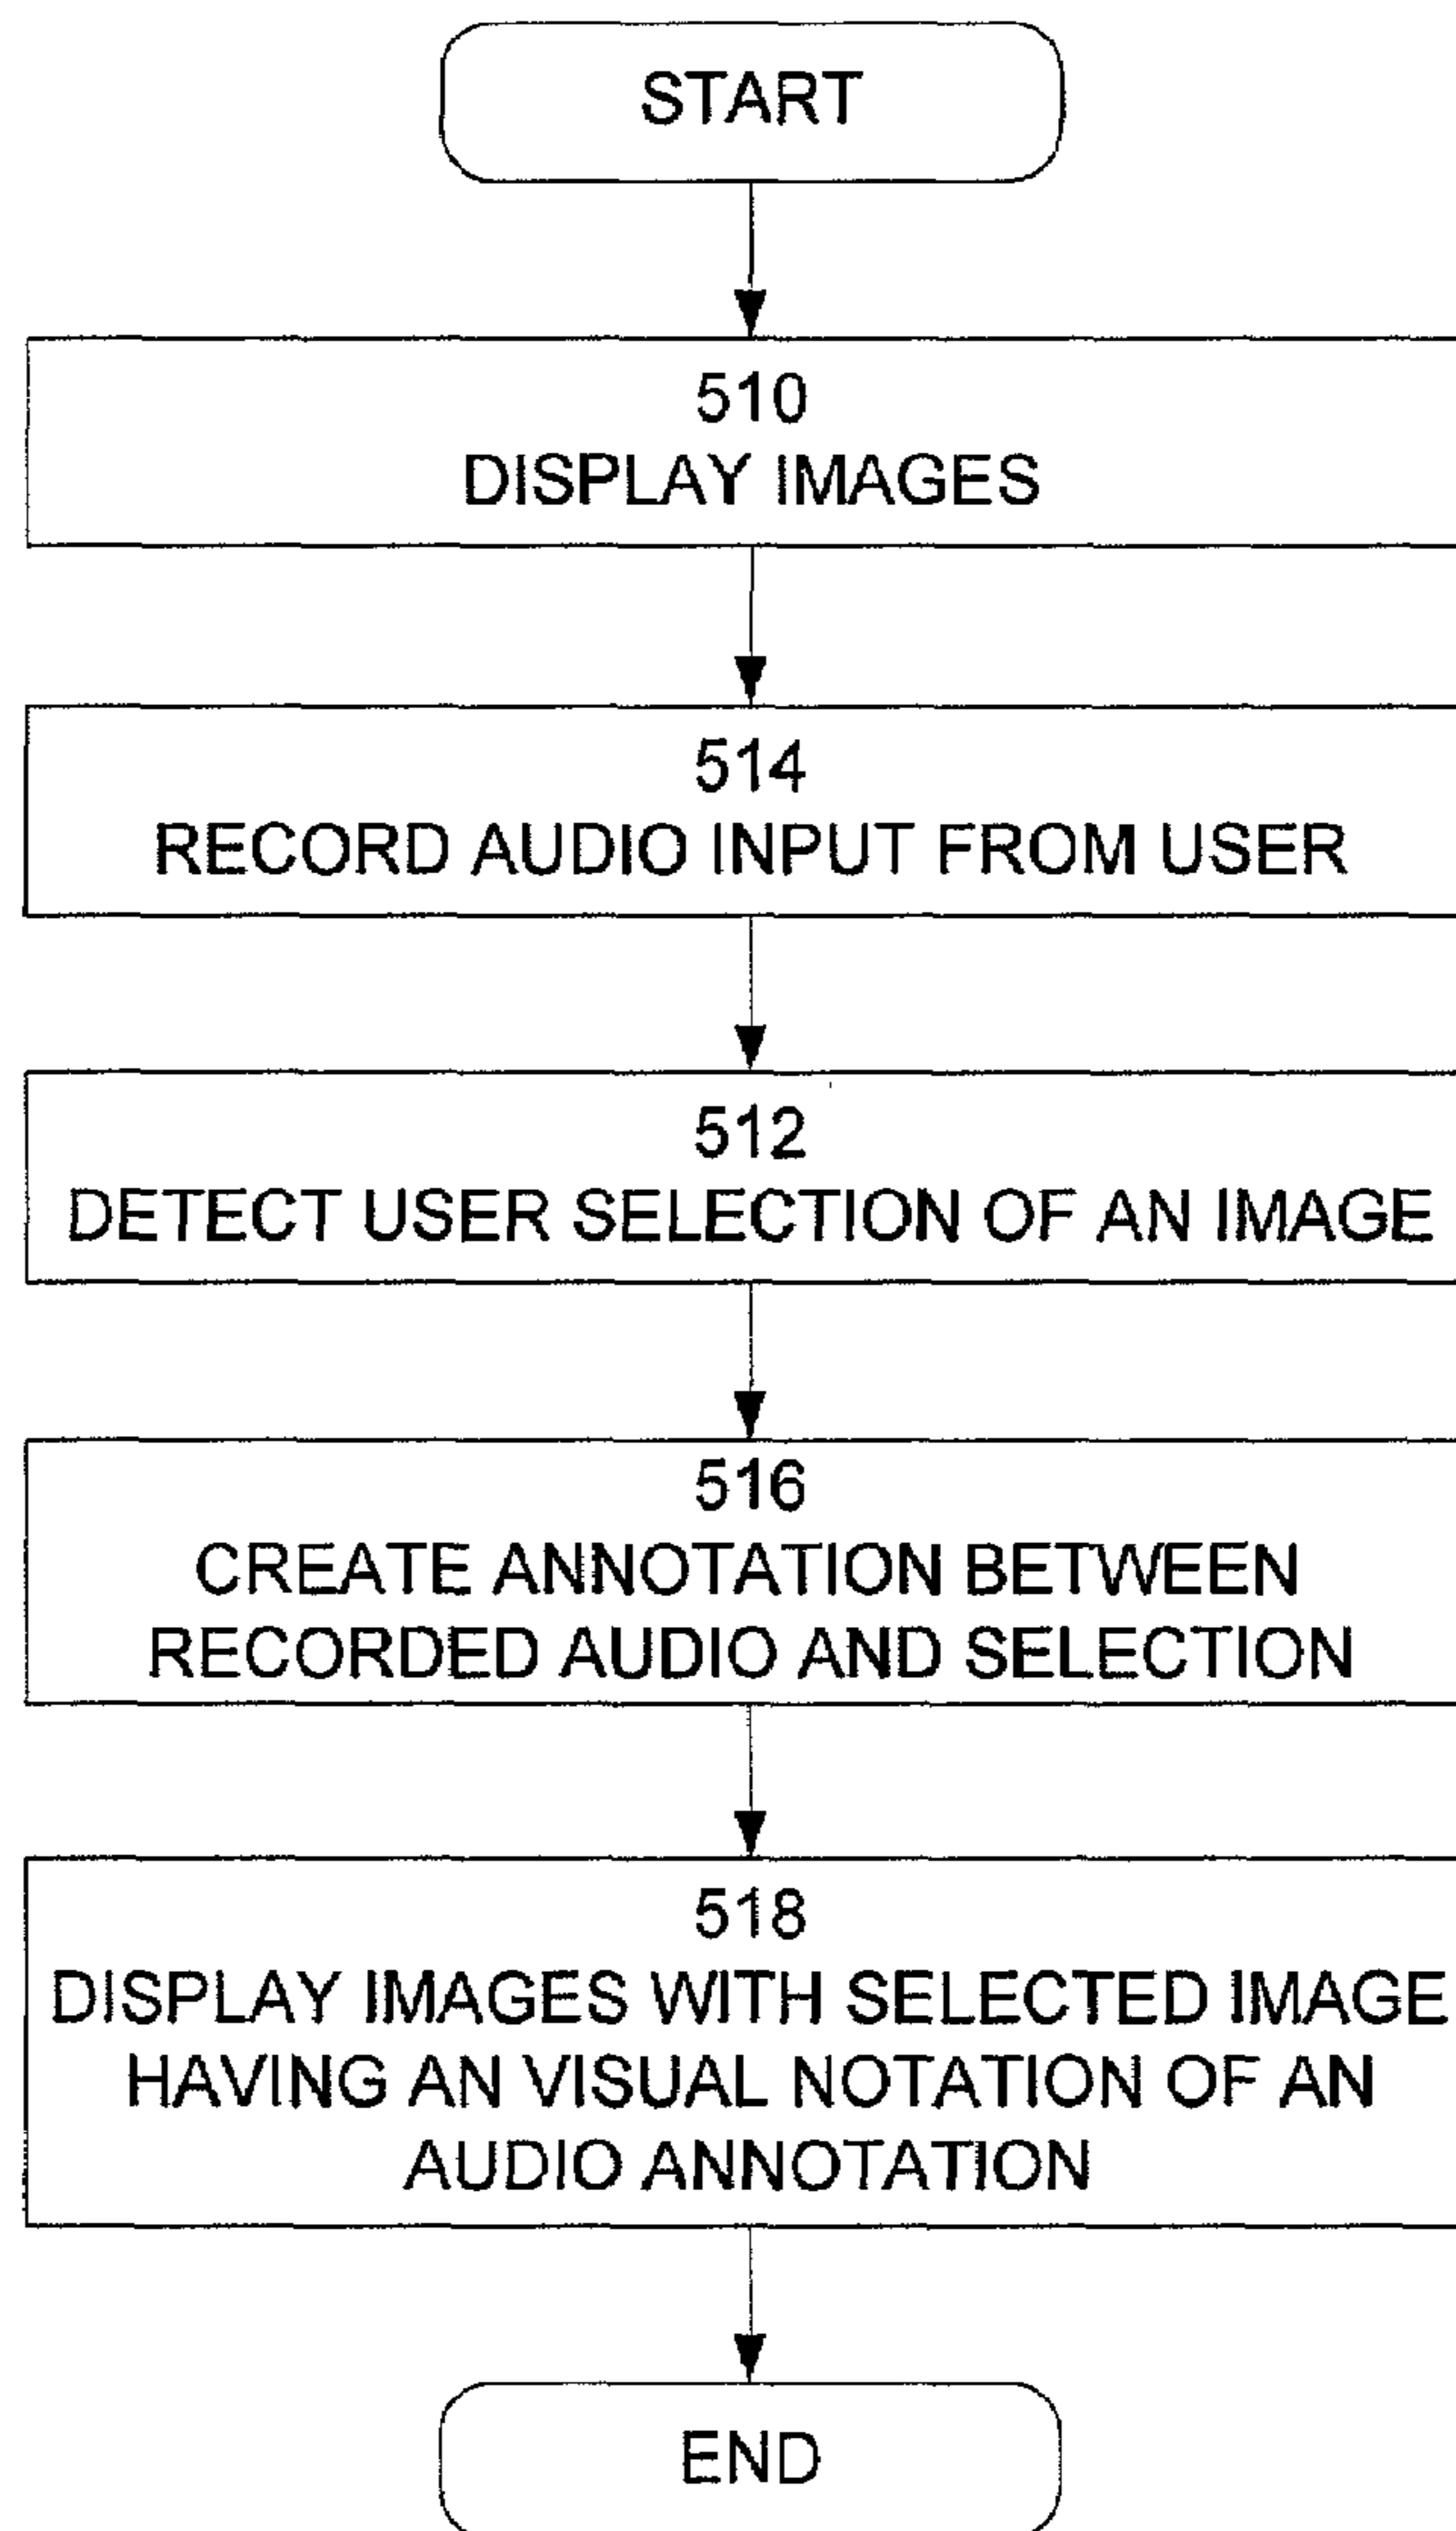 START
510
DISPLAY IMAGES
514
RECORD AUDIO INPUT FROM USER
512
DETECT USER SELECTION OF AN IMAGE
516
CREATE ANNOTATION BETWEEN
RECORDED AUDIO AND SELECTION
518
DISPLAY IMAGES WITH SELECTED IMAGE
HAVING AN VISUAL NOTATION OF AN
AUDIO ANNOTATION
END